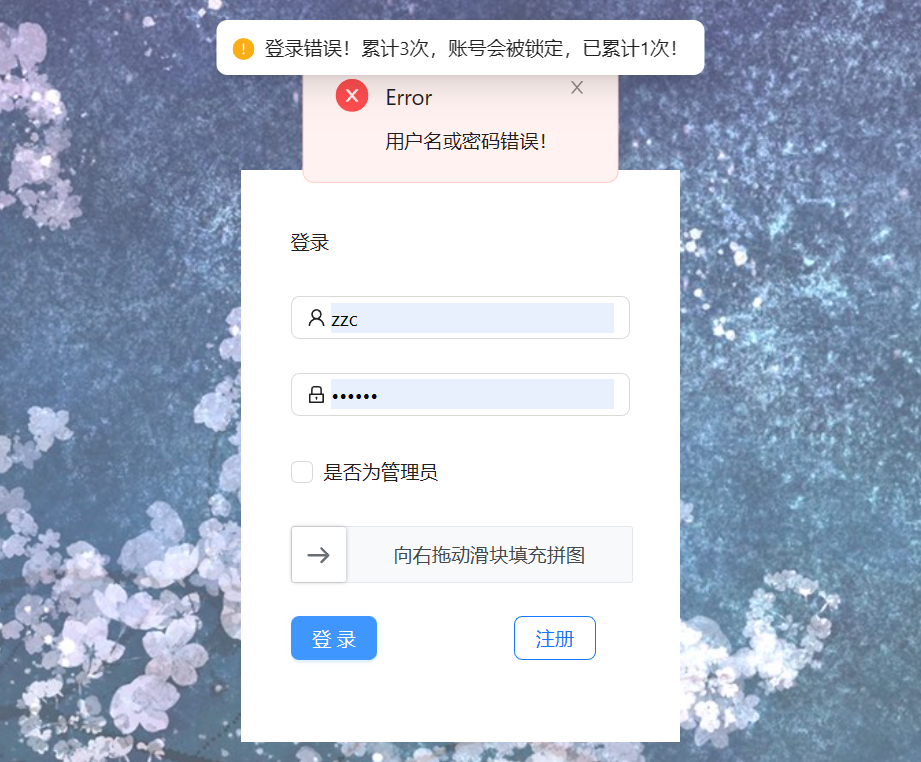 登录错误！累计3次，账号会被锁定，已累计1次！
Error
用户名或密码错误！
登录
zzc
••••••
是否为管理员
向右拖动滑块填充拼图
登 录
注册